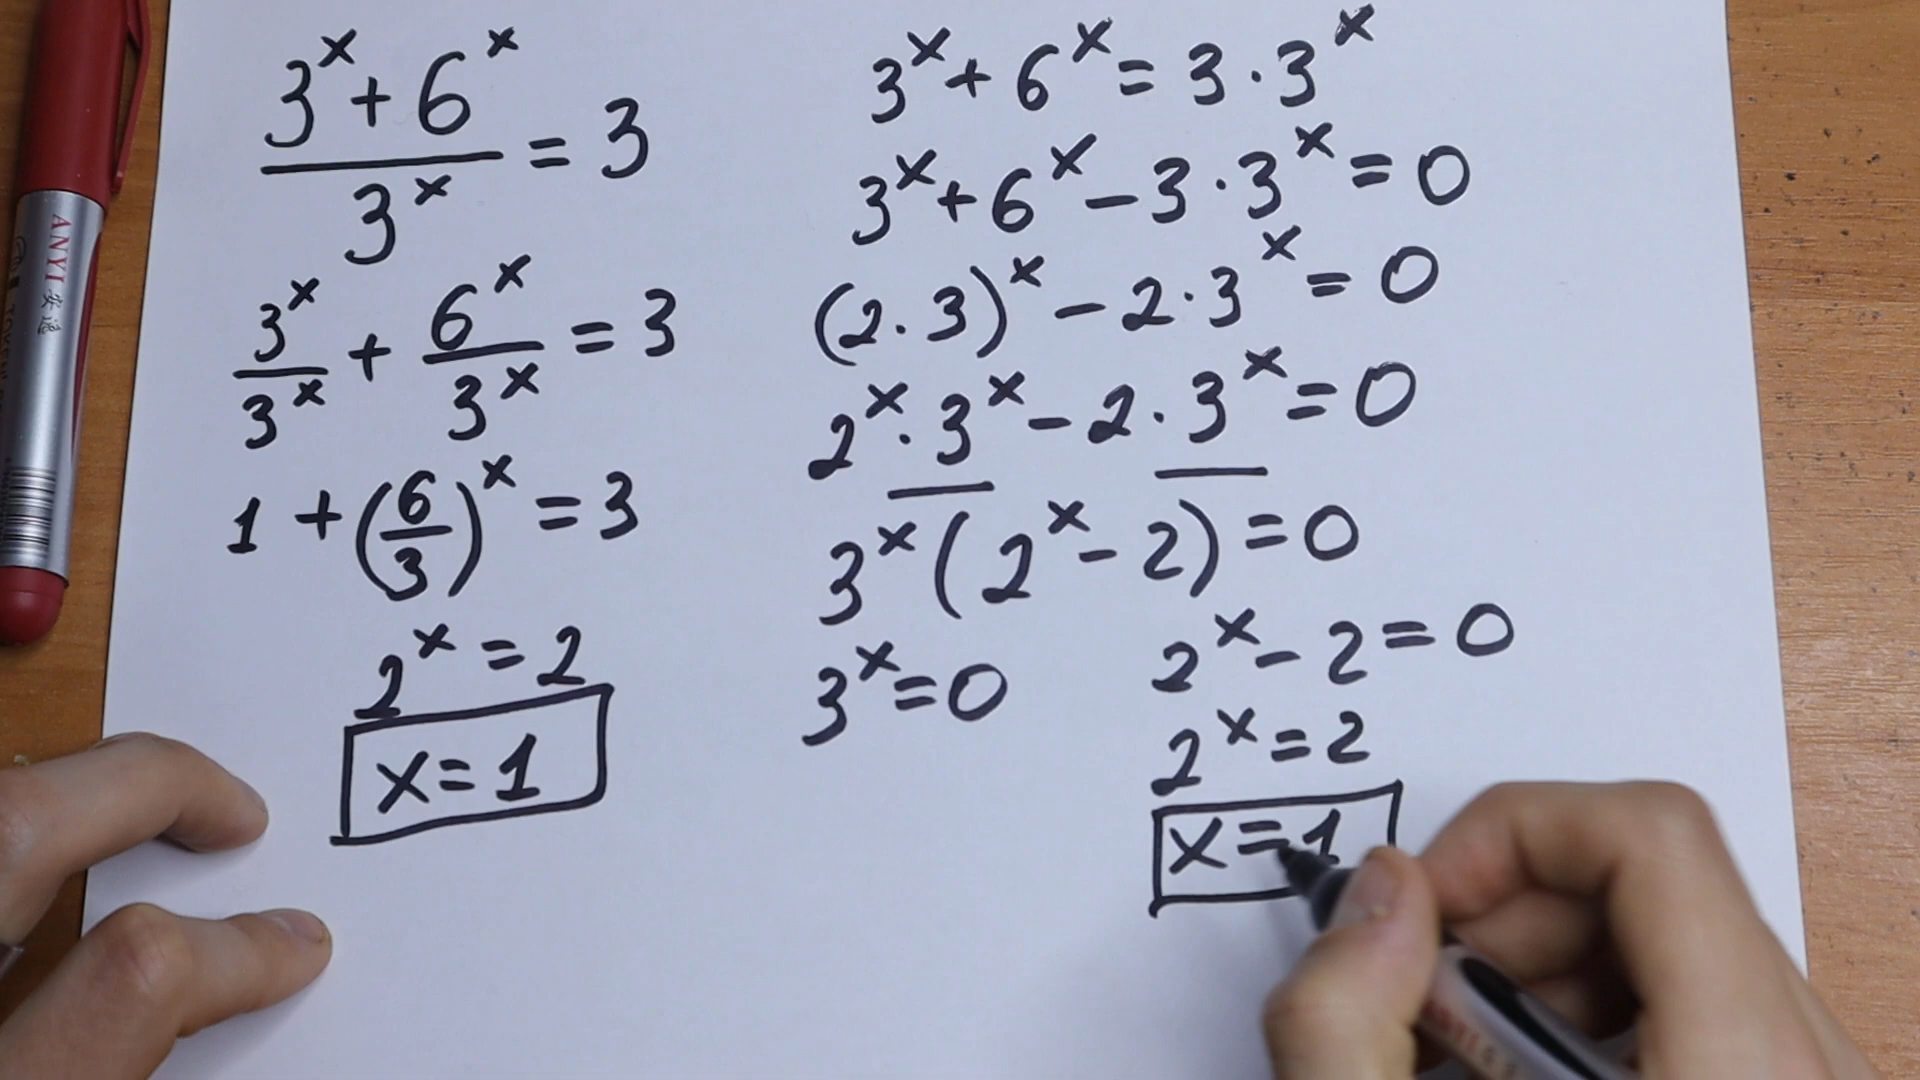 (3^x + 6^x) / 3^x = 3
3^x / 3^x + 6^x / 3^x = 3
1 + (6/3)^x = 3
2^x = 2
x = 1
3^x + 6^x = 3 · 3^x
3^x + 6^x - 3 · 3^x = 0
(2 · 3)^x - 2 · 3^x = 0
2^x · 3^x - 2 · 3^x = 0
3^x (2^x - 2) = 0
3^x = 0
2^x - 2 = 0
2^x = 2
x = 1
ANYI